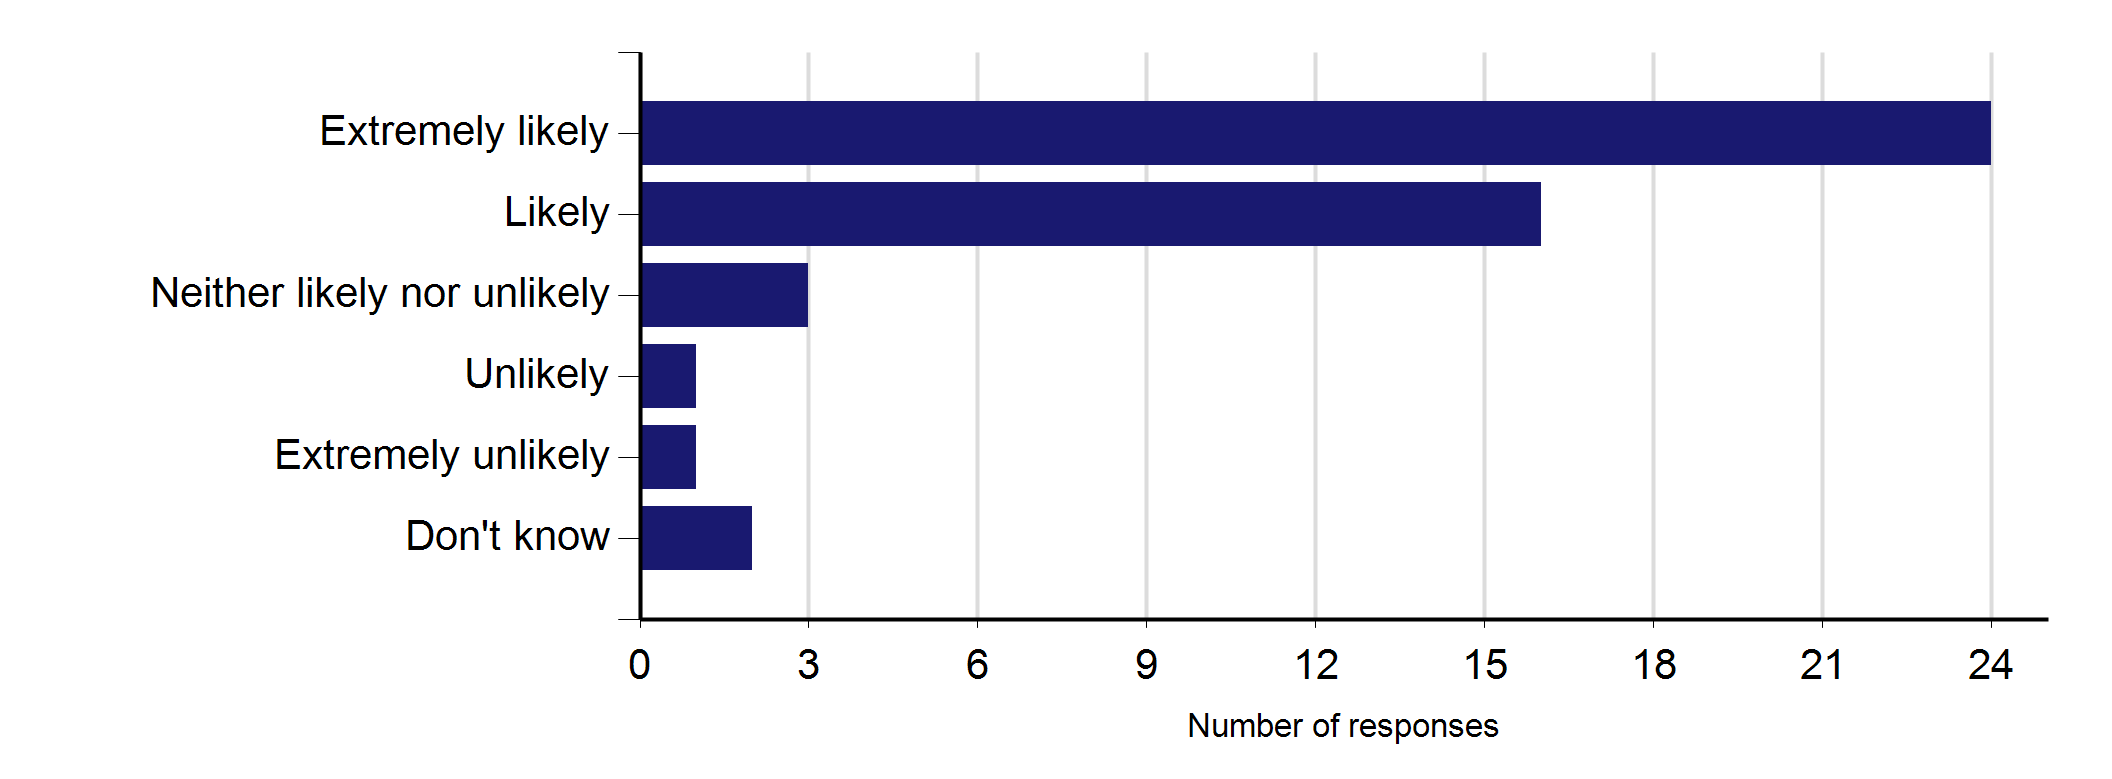 Extremely likely
Likely
Neither likely nor unlikely
Unlikely
Extremely unlikely
Don't know
0 3 6 9 12 15 18 21 24
Number of responses